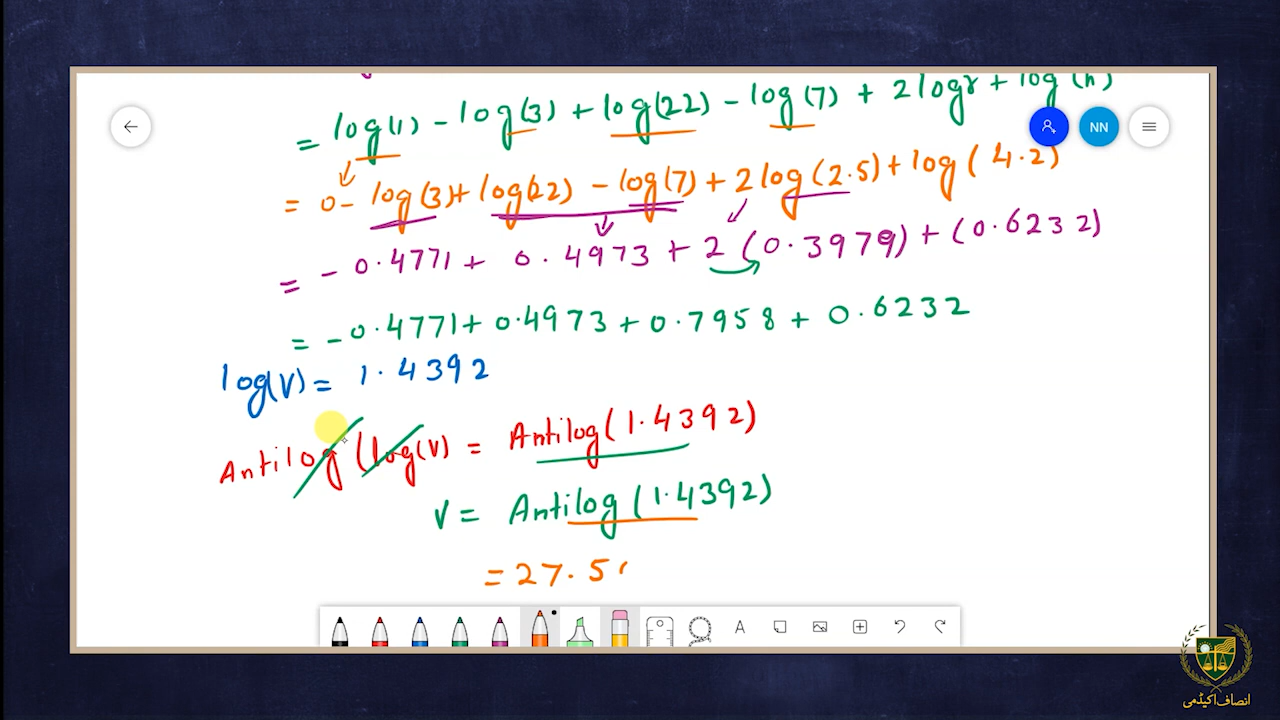 = log(1) - log(3) + log(22) - log(7) + 2logr + log(h)
NN
= 0- log(3)+ log(22) - log(7) + 2log(2.5) + log(4.2)
= - 0.4771 + 0.4973 + 2(0.3979) + (0.6232)
= -0.4771+ 0.4973 + 0.7958 + 0.6232
log(V) = 1.4392
Antilog (log(V) = Antilog(1.4392)
V = Antilog (1.4392)
= 27.5
A
انصاف اکیڈمی